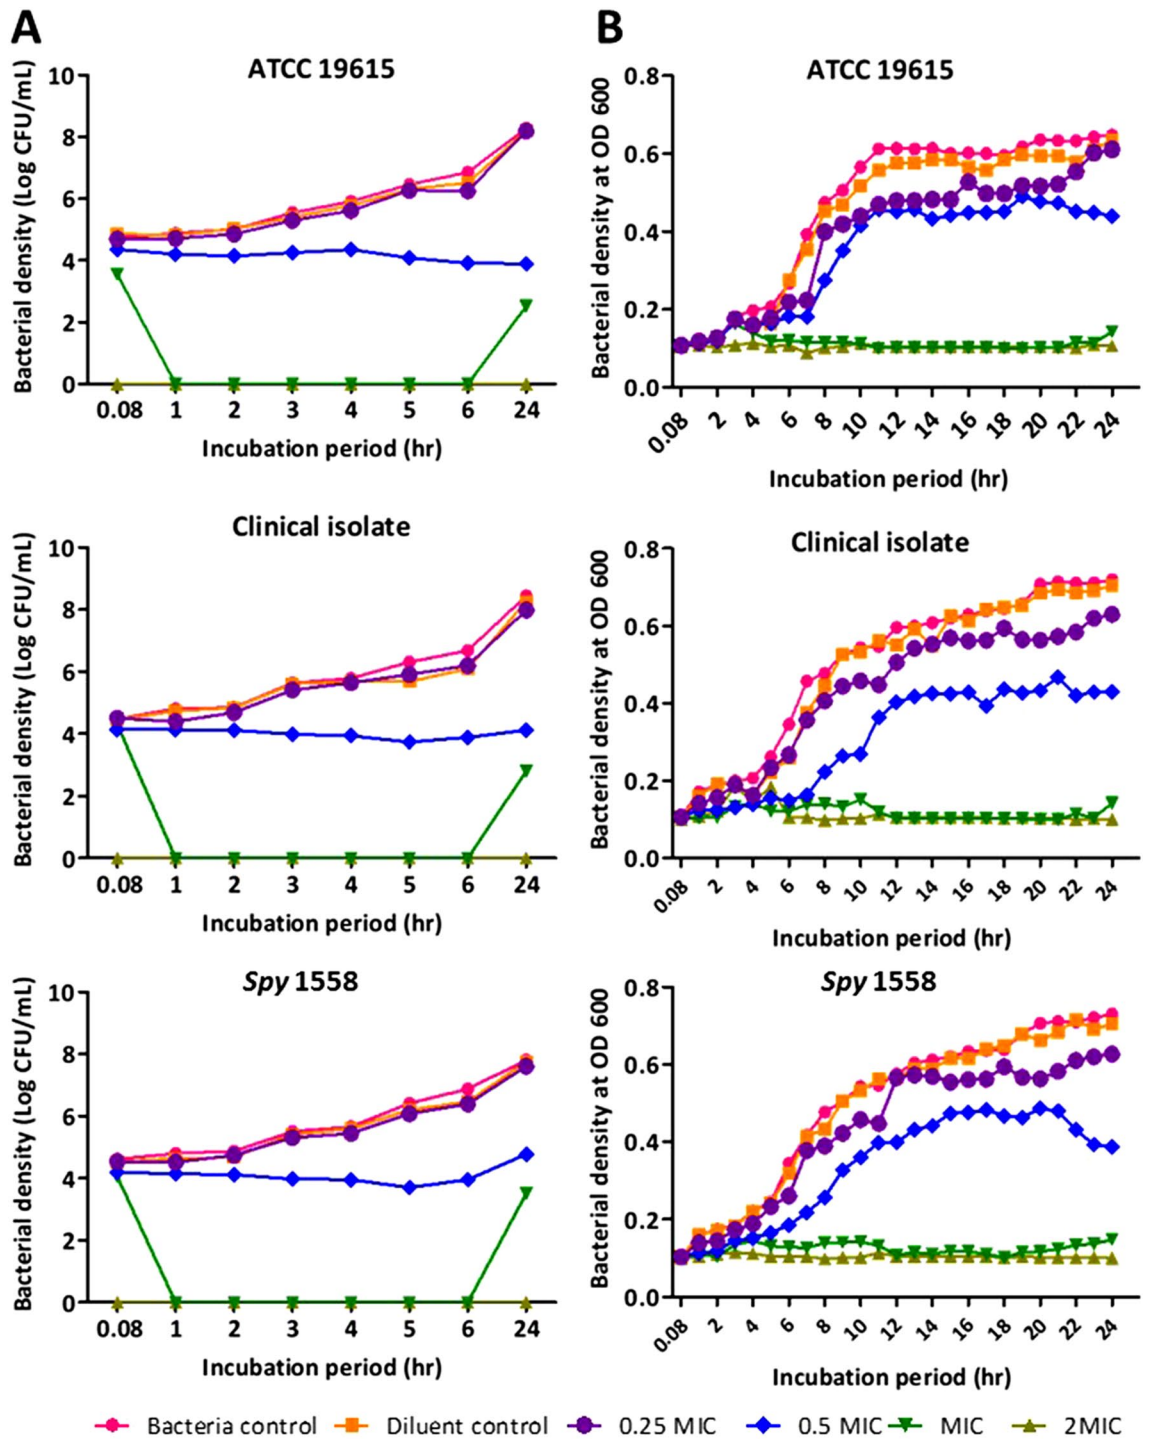 A
ATCC 19615
Bacterial density (Log CFU/mL)
10
8
6
4
2
0
0.08 1 2 3 4 5 6 24
Incubation period (hr)
B
ATCC 19615
Bacterial density at OD 600
0.8
0.6
0.4
0.2
0.0
0.08 2 4 6 8 10 12 14 16 18 20 22 24
Incubation period (hr)
Clinical isolate
Bacterial density (Log CFU/mL)
10
8
6
4
2
0
0.08 1 2 3 4 5 6 24
Incubation period (hr)
Clinical isolate
Bacterial density at OD 600
0.8
0.6
0.4
0.2
0.0
0.08 2 4 6 8 10 12 14 16 18 20 22 24
Incubation period (hr)
Spy 1558
Bacterial density (Log CFU/mL)
10
8
6
4
2
0
0.08 1 2 3 4 5 6 24
Incubation period (hr)
Spy 1558
Bacterial density at OD 600
0.8
0.6
0.4
0.2
0.0
0.08 2 4 6 8 10 12 14 16 18 20 22 24
Incubation period (hr)
Bacteria control Diluent control 0.25 MIC 0.5 MIC MIC 2MIC